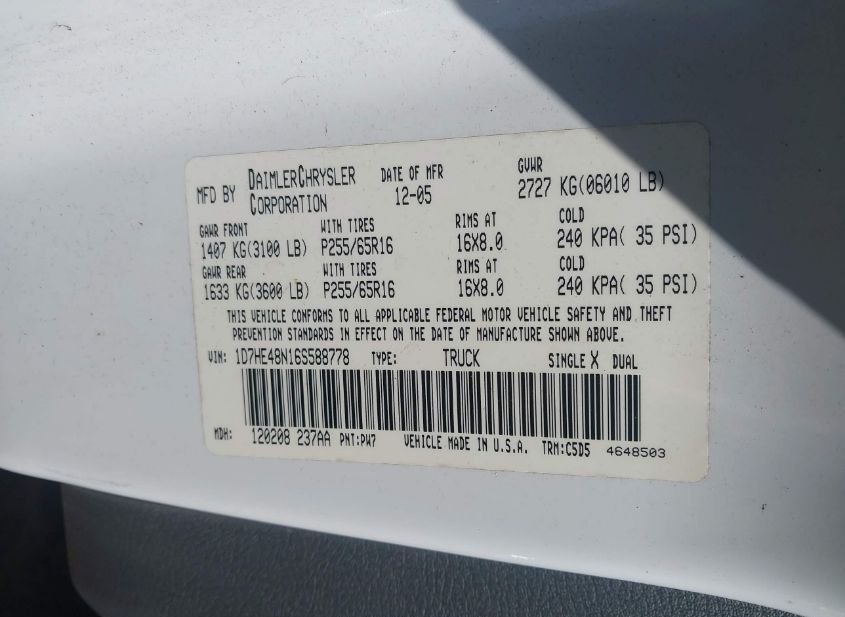 MFD BY DAIMLERCHRYSLER CORPORATION DATE OF MFR 12-05 GVWR 2727 KG(06010 LB)
GAWR FRONT WITH TIRES RIMS AT COLD
1407 KG(3100 LB) P255/65R16 16X8.0 240 KPA( 35 PSI)
GAWR REAR WITH TIRES RIMS AT COLD
1633 KG(3600 LB) P255/65R16 16X8.0 240 KPA( 35 PSI)
THIS VEHICLE CONFORMS TO ALL APPLICABLE FEDERAL MOTOR VEHICLE SAFETY AND THEFT
PREVENTION STANDARDS IN EFFECT ON THE DATE OF MANUFACTURE SHOWN ABOVE.
VIN: 1D7HE48N16S588778 TYPE: TRUCK SINGLE X DUAL
MDH: 120208 237AA PNT:PW7 VEHICLE MADE IN U.S.A. TRM:C5D5 4648503